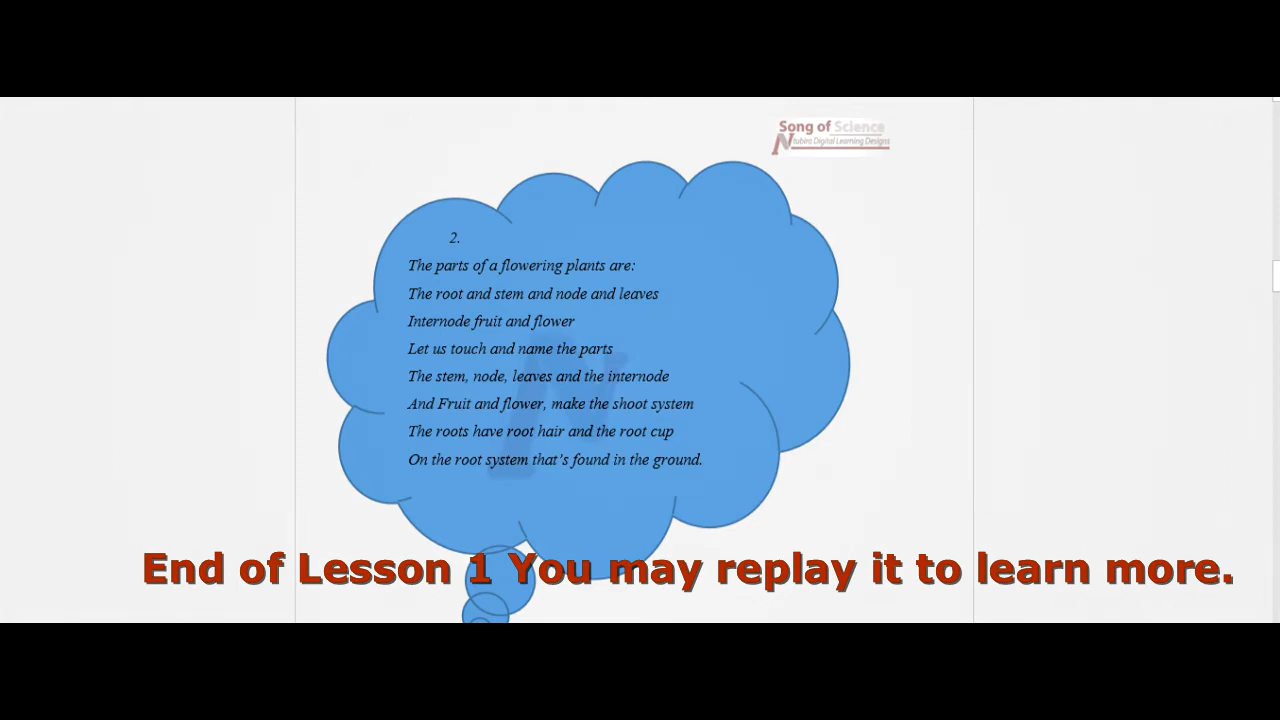 Song of Science
Ntubiro Digital Learning Designs
2.
The parts of a flowering plants are:
The root and stem and node and leaves
Internode fruit and flower
Let us touch and name the parts
The stem, node, leaves and the internode
And Fruit and flower, make the shoot system
The roots have root hair and the root cup
On the root system that's found in the ground.
End of Lesson 1 You may replay it to learn more.